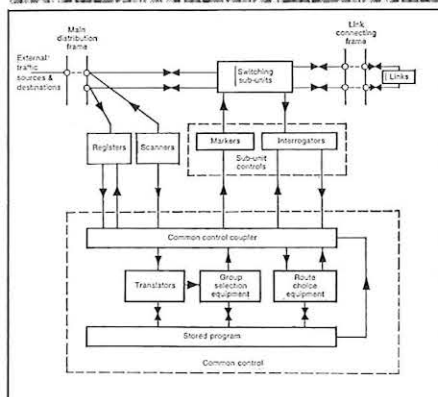 Main
distribution
frame
Link
connecting
frame
External
traffic
sources &
destinations
Switching
sub-units
Links
Registers
Scanners
Markers
Interrogators
Sub-unit
controls
Common control coupler
Translators
Group
selection
equipment
Route
choice
equipment
Stored program
Common control